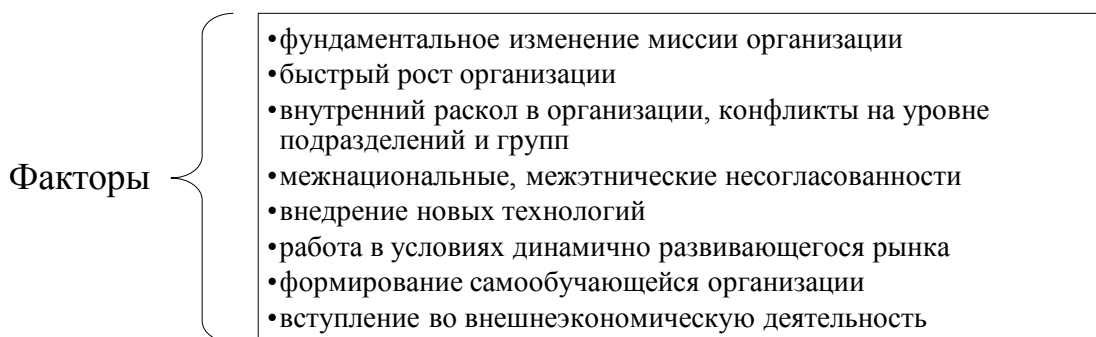 Факторы
•фундаментальное изменение миссии организации
•быстрый рост организации
•внутренний раскол в организации, конфликты на уровне
подразделений и групп
•межнациональные, межэтнические несогласованности
•внедрение новых технологий
•работа в условиях динамично развивающегося рынка
•формирование самообучающейся организации
•вступление во внешнеэкономическую деятельность